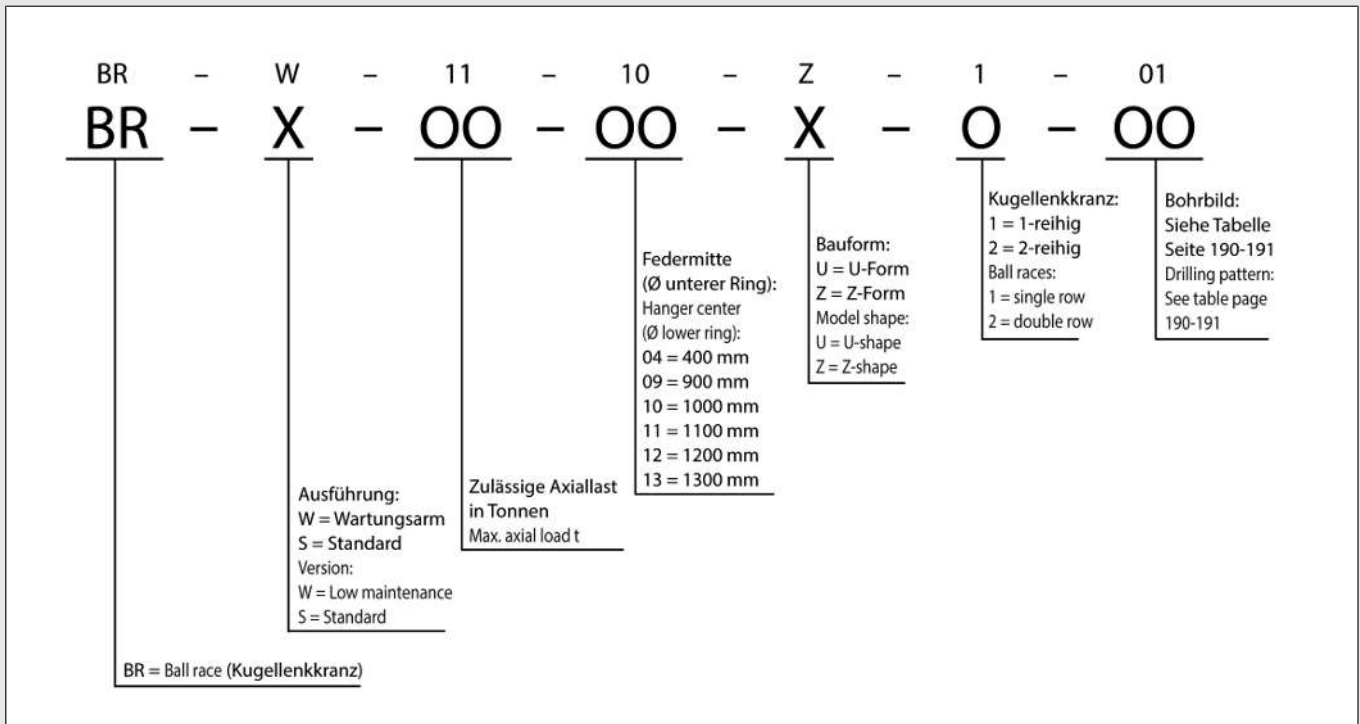 BR – W – 11 – 10 – Z – 1 – 01
BR – X – OO – OO – X – O – OO
Kugellenkkranz:
1 = 1-reihig
2 = 2-reihig
Ball races:
1 = single row
2 = double row
Bohrbild:
Siehe Tabelle
Seite 190-191
Drilling pattern:
See table page
190-191
Bauform:
U = U-Form
Z = Z-Form
Model shape:
U = U-shape
Z = Z-shape
Federmitte
(Ø unterer Ring):
Hanger center
(Ø lower ring):
04 = 400 mm
09 = 900 mm
10 = 1000 mm
11 = 1100 mm
12 = 1200 mm
13 = 1300 mm
Zulässige Axiallast
in Tonnen
Max. axial load t
Ausführung:
W = Wartungsarm
S = Standard
Version:
W = Low maintenance
S = Standard
BR = Ball race (Kugellenkkranz)